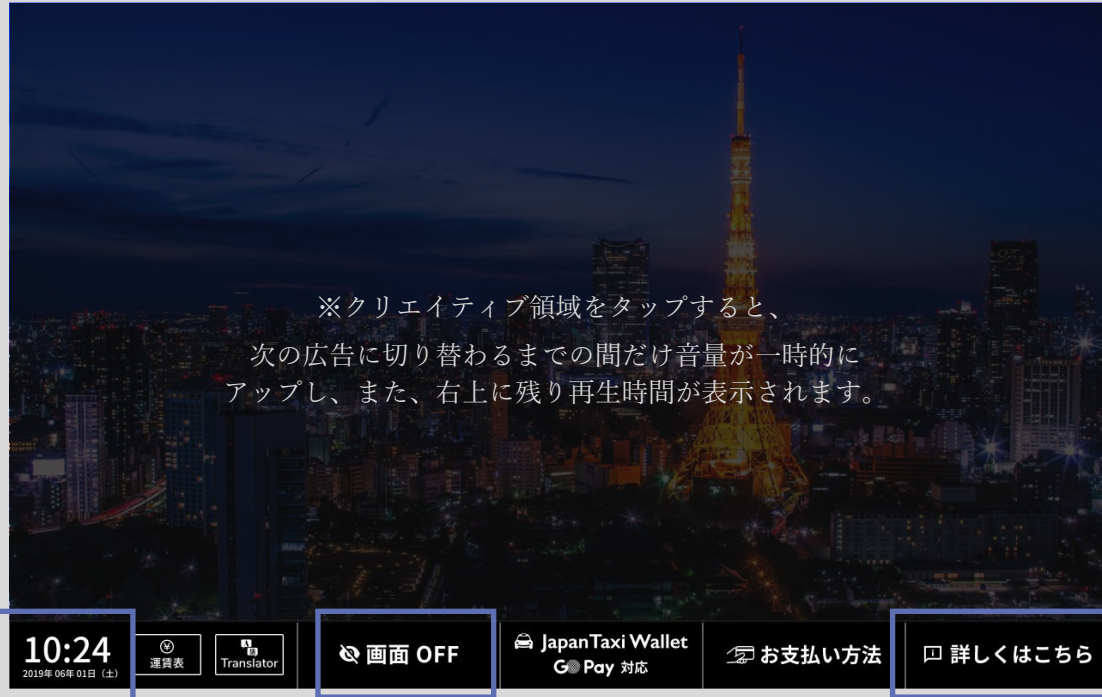 ※クリエイティブ領域をタップすると、
次の広告に切り替わるまでの間だけ音量が一時的に
アップし、また、右上に残り再生時間が表示されます。
10:24
2019年 06年 01日（土）
運賃表
Translator
画面 OFF
JapanTaxi Wallet
GO Pay 対応
お支払い方法
詳しくはこちら